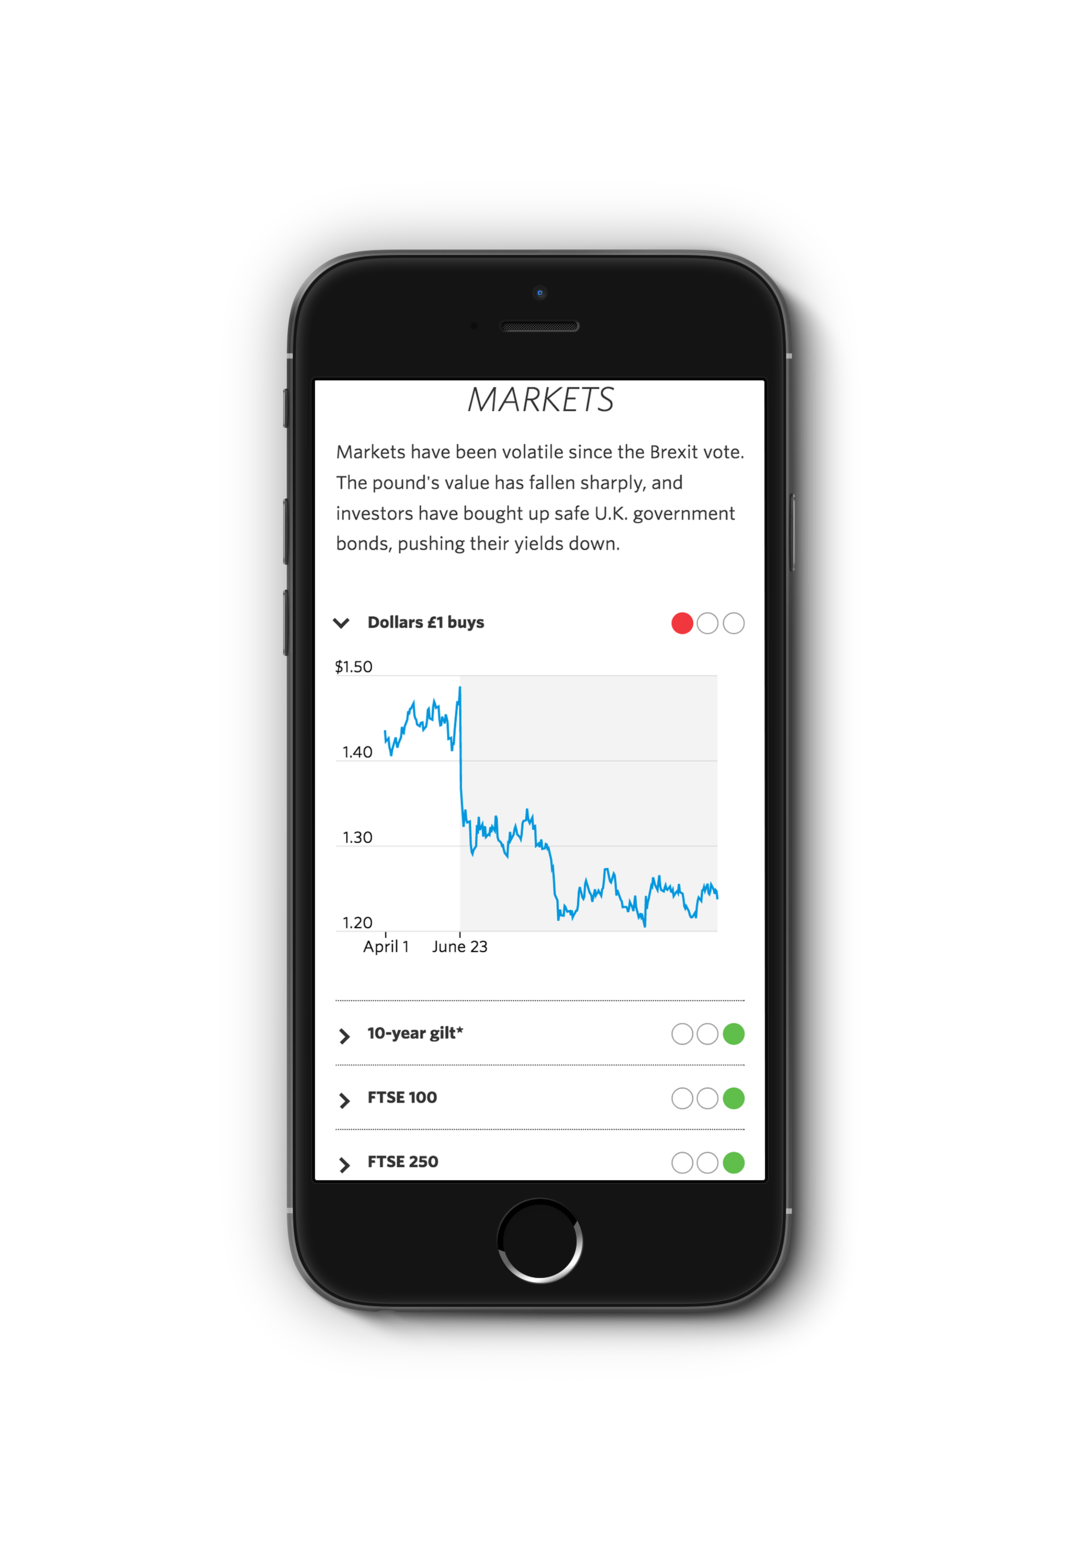 MARKETS
Markets have been volatile since the Brexit vote.
The pound's value has fallen sharply, and
investors have bought up safe U.K. government
bonds, pushing their yields down.
Dollars £1 buys
$1.50
1.40
1.30
1.20
April 1 June 23
10-year gilt*
FTSE 100
FTSE 250